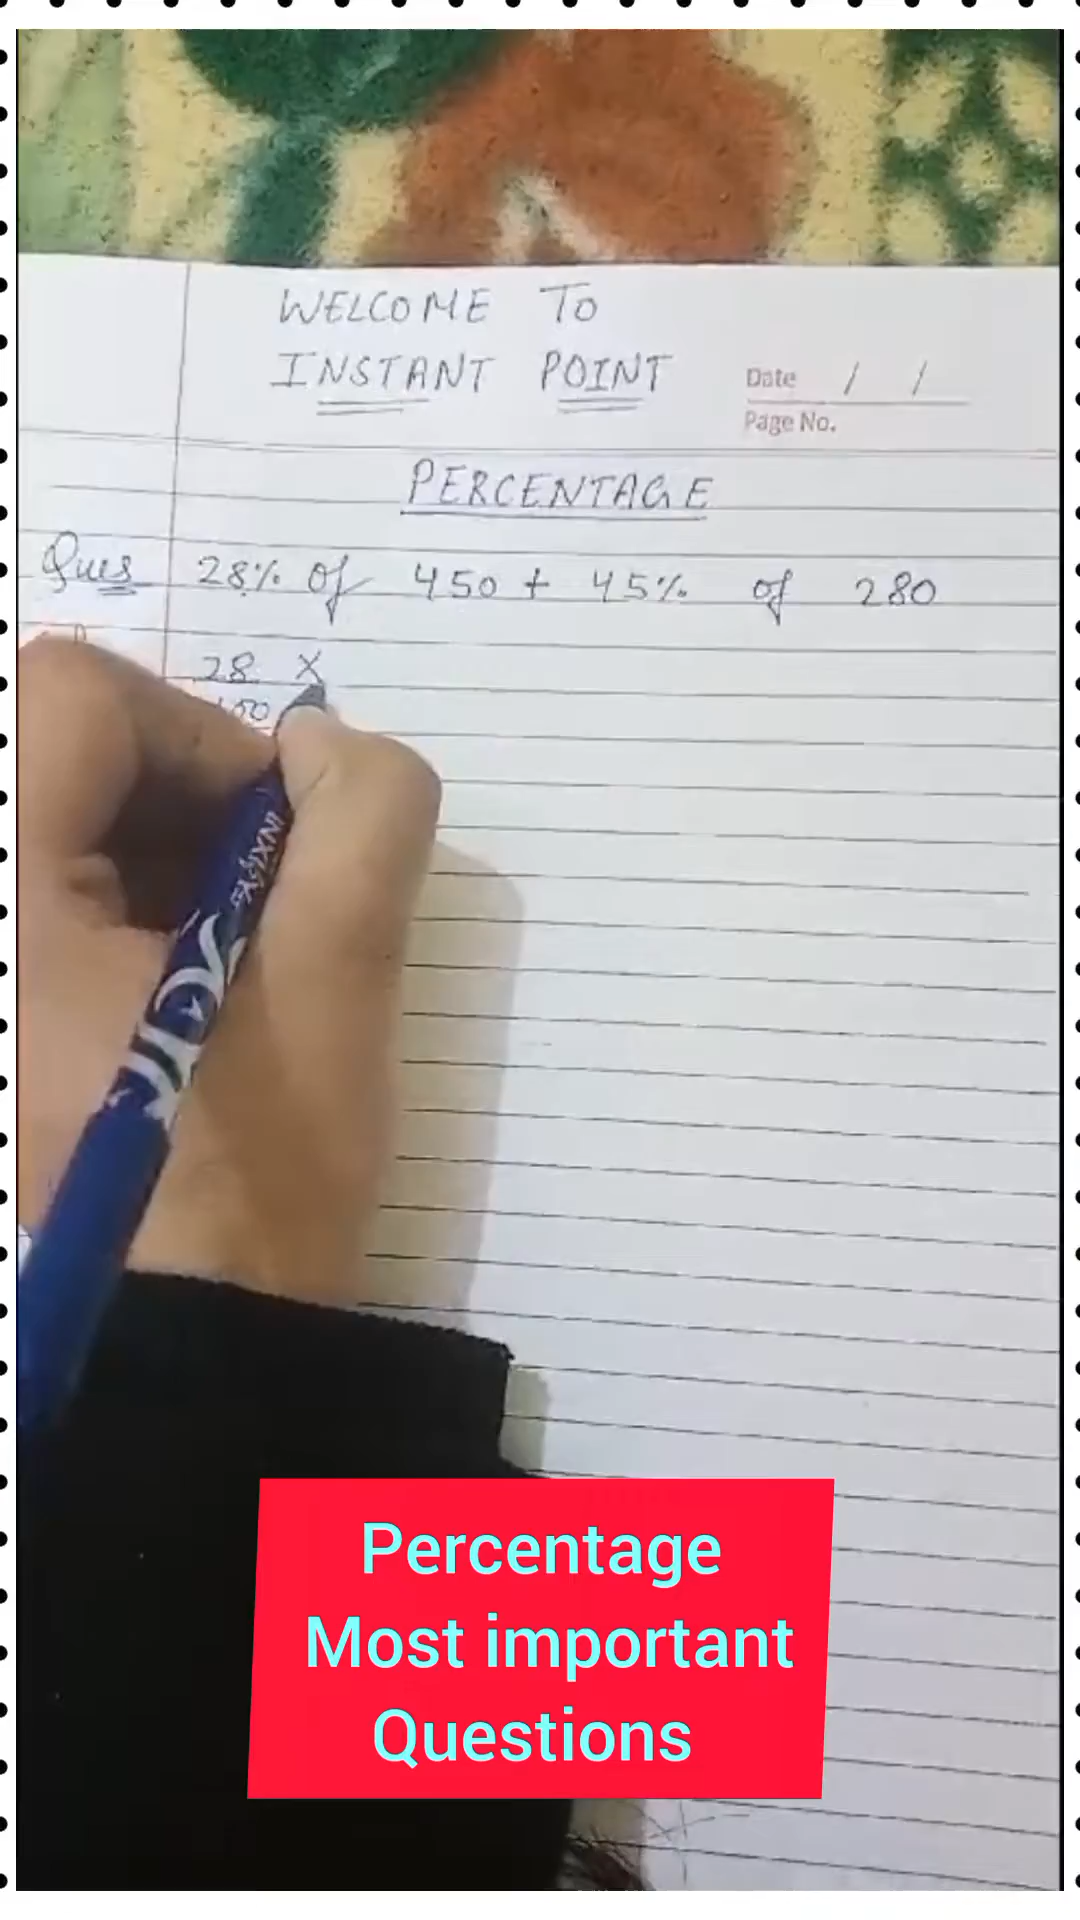 WELCOME TO
INSTANT POINT
Date / /
Page No.
PERCENTAGE
Ques 28% of 450 + 45% of 280
28 X
100
Percentage
Most important
Questions